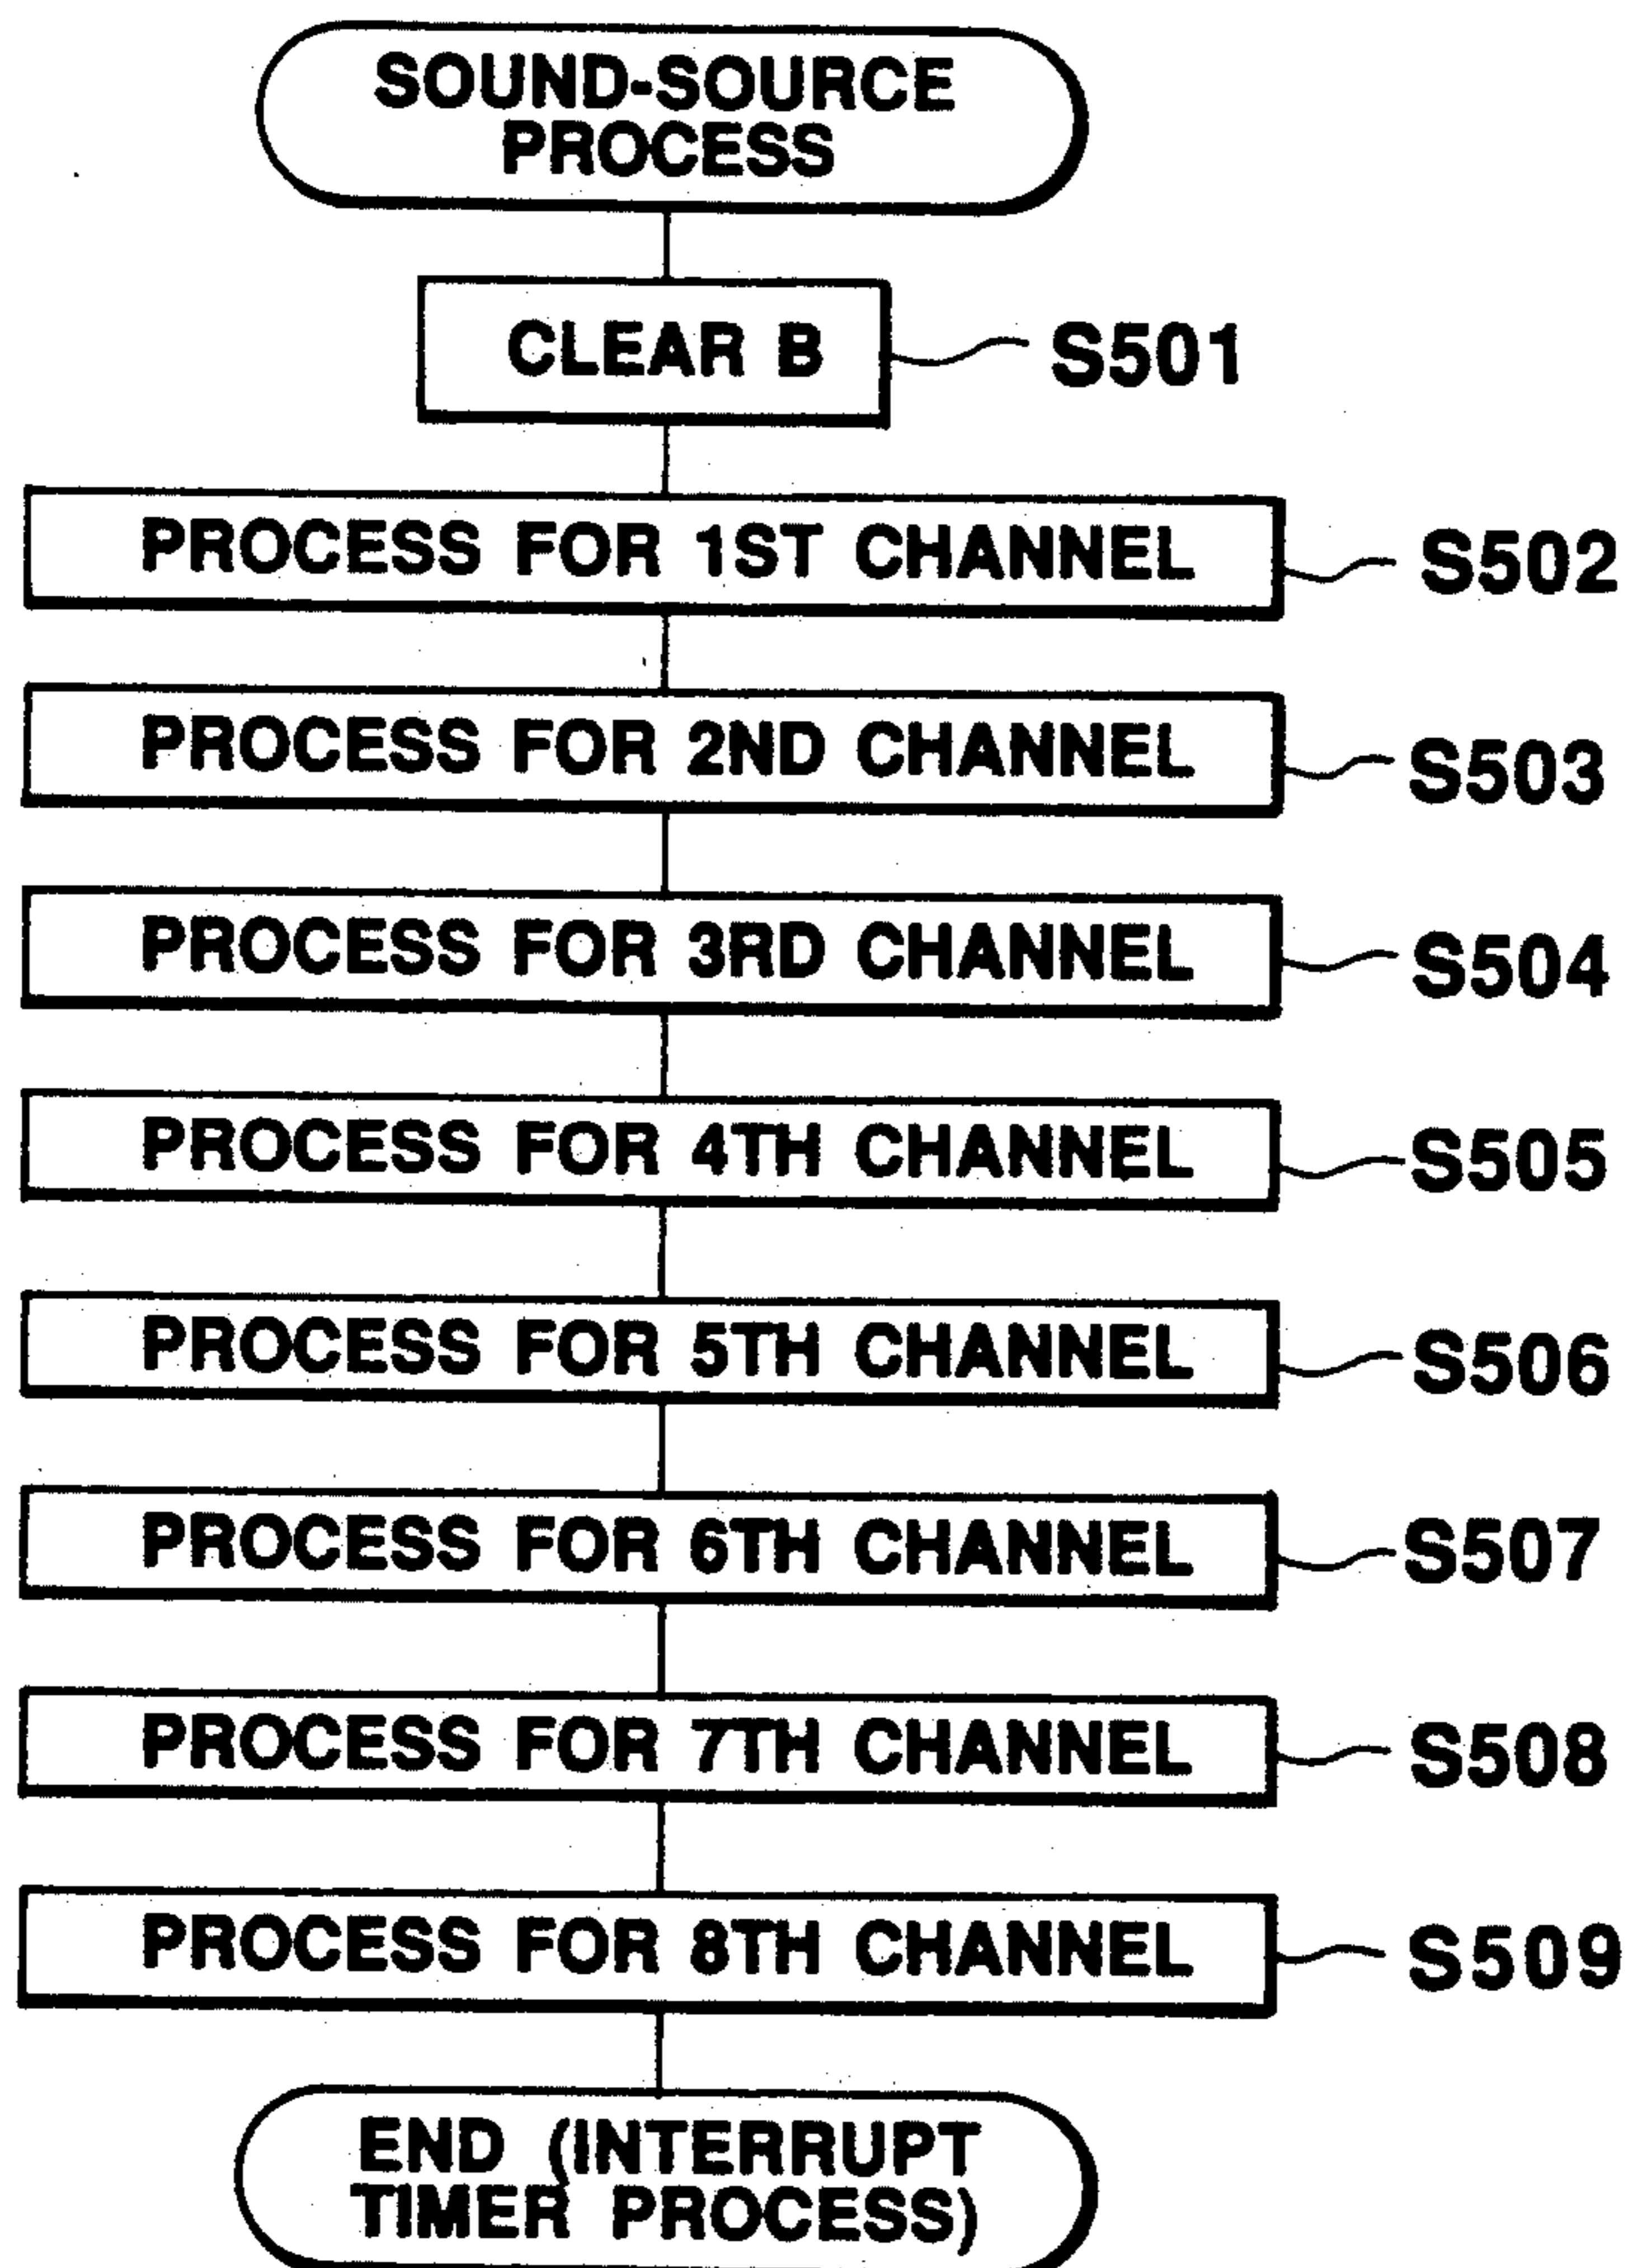 SOUND-SOURCE
PROCESS
CLEAR B
S501
PROCESS FOR 1ST CHANNEL
S502
PROCESS FOR 2ND CHANNEL
S503
PROCESS FOR 3RD CHANNEL
S504
PROCESS FOR 4TH CHANNEL
S505
PROCESS FOR 5TH CHANNEL
S506
PROCESS FOR 6TH CHANNEL
S507
PROCESS FOR 7TH CHANNEL
S508
PROCESS FOR 8TH CHANNEL
S509
END (INTERRUPT
TIMER PROCESS)